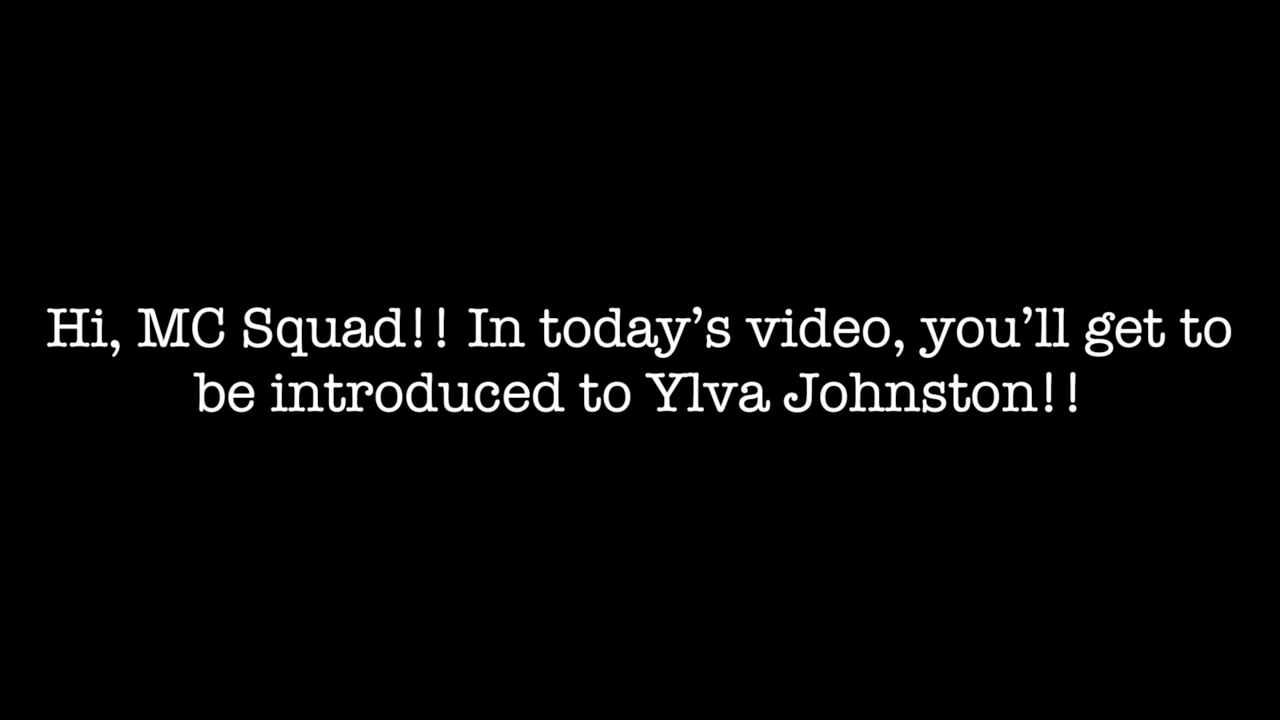 Hi, MC Squad!! In today’s video, you’ll get to
be introduced to Ylva Johnston!!